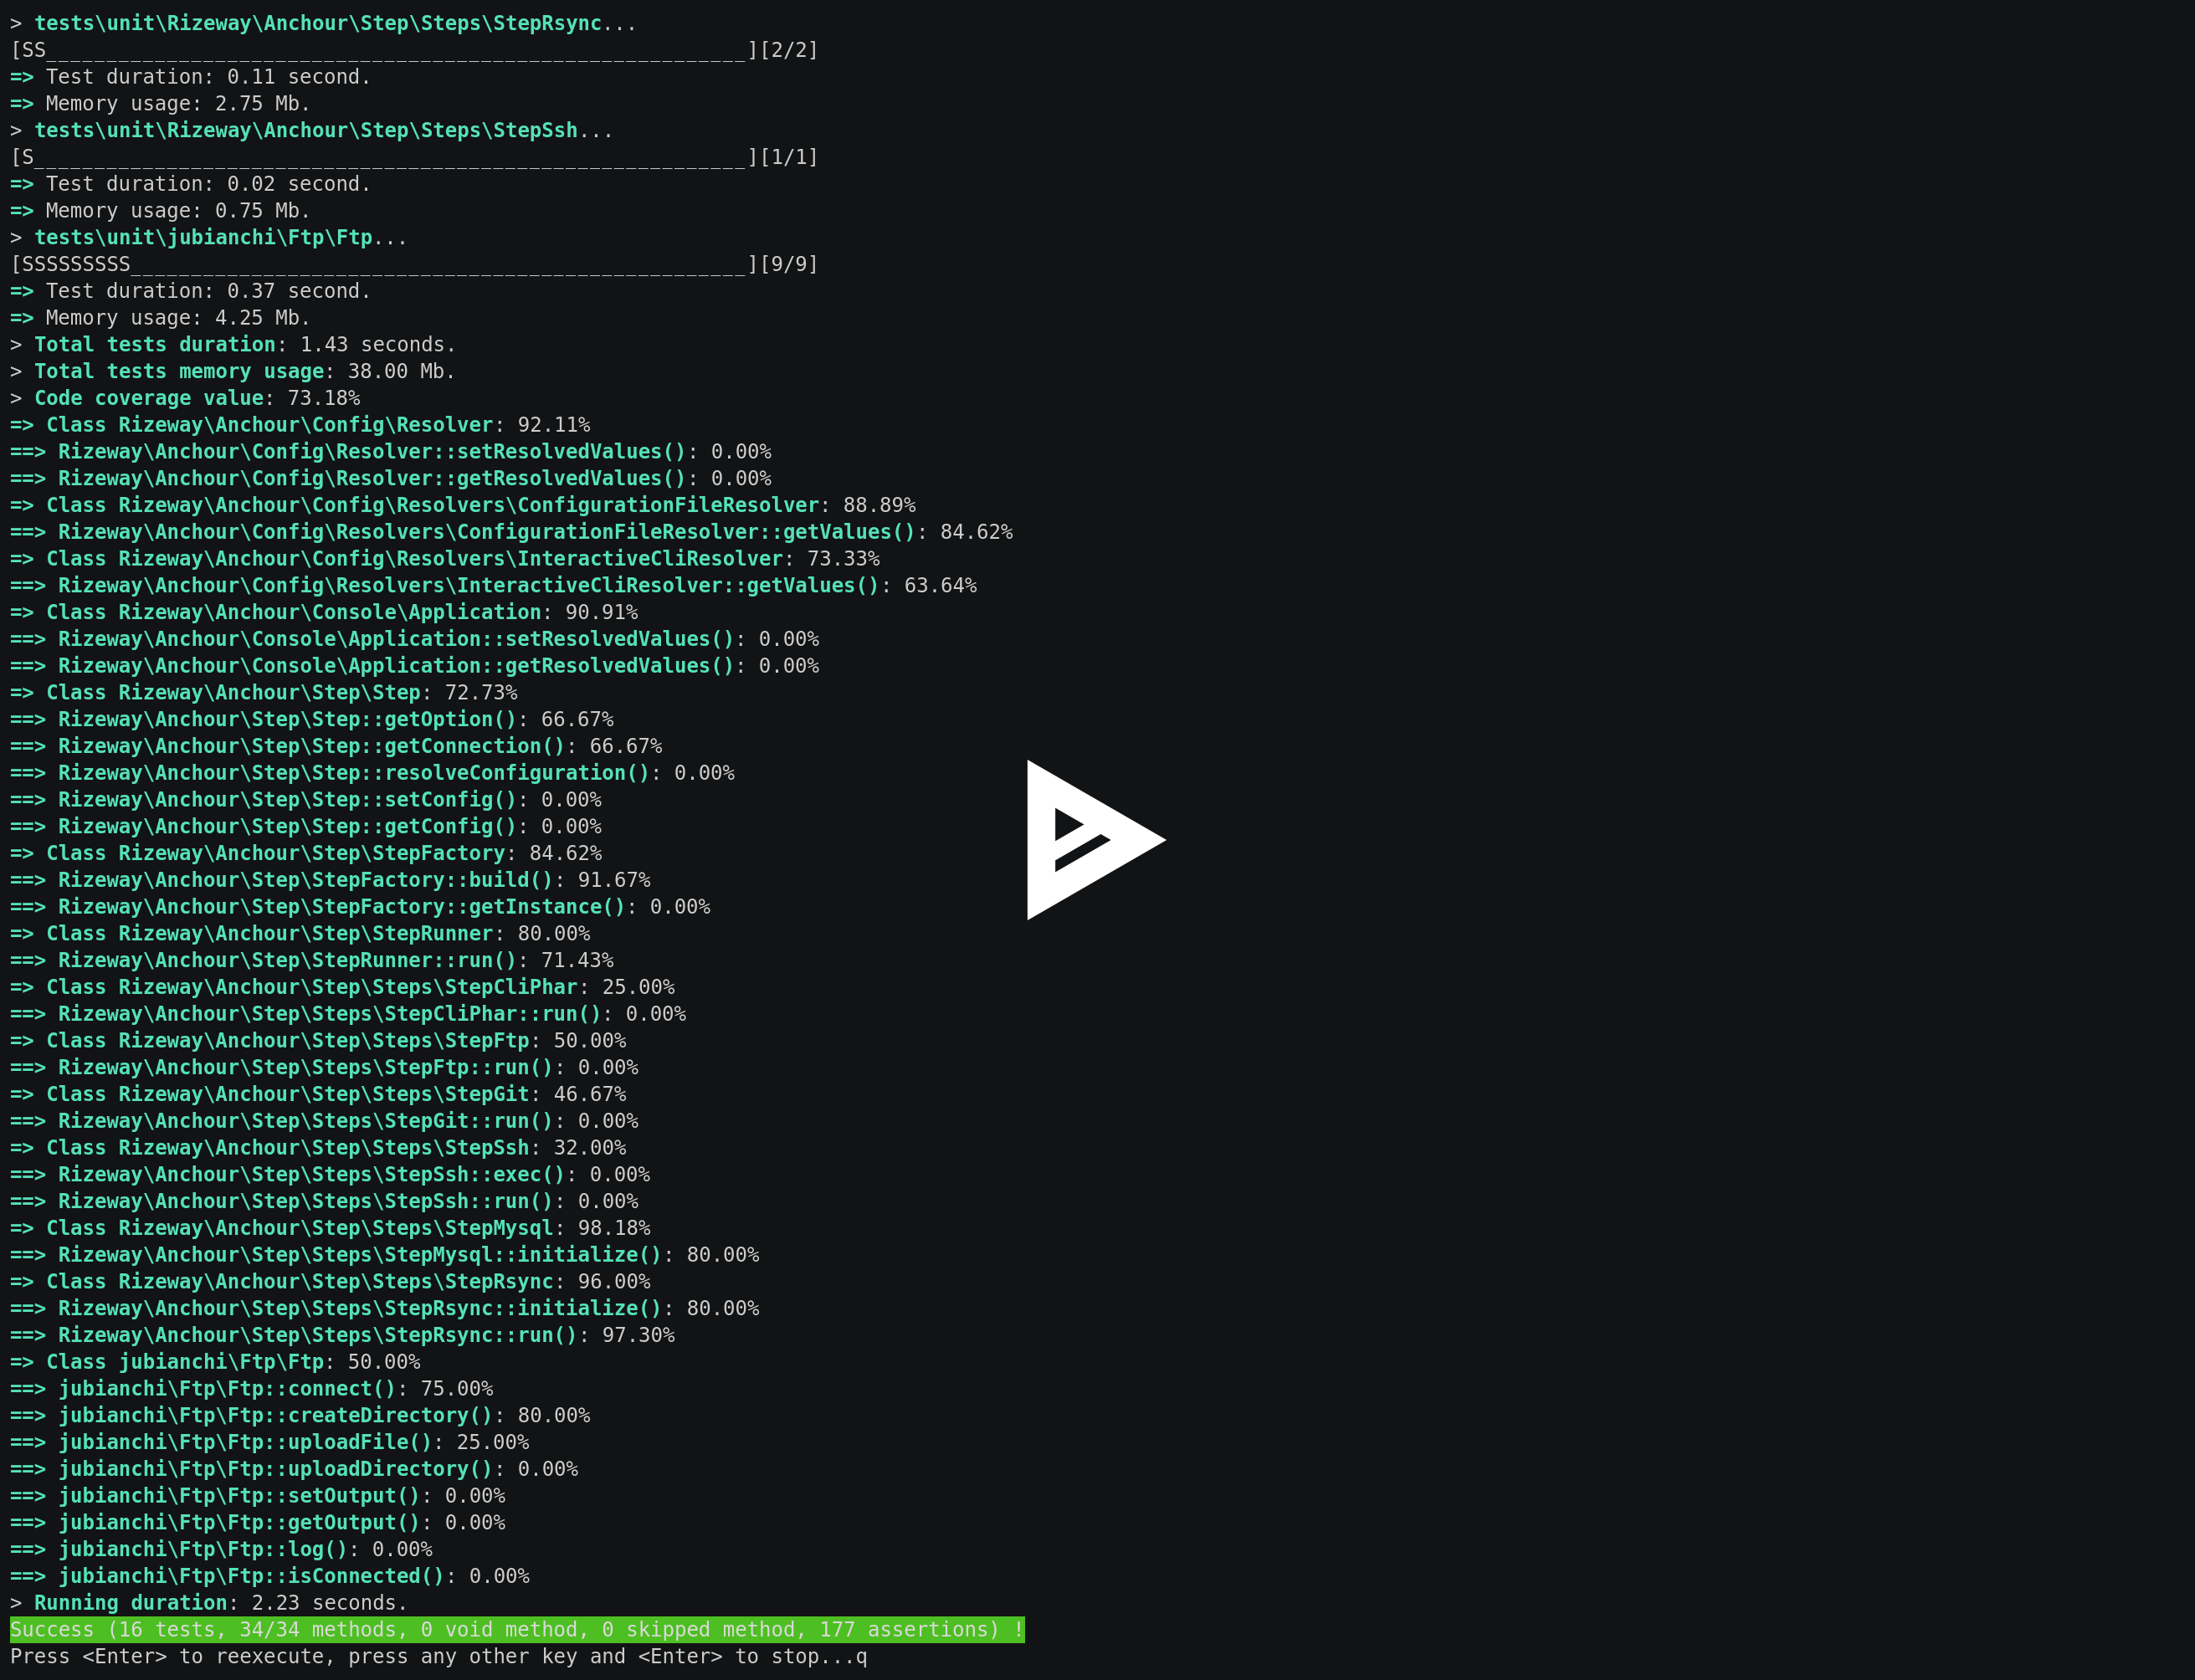 > tests\unit\Rizeway\Anchour\Step\Steps\StepRsync...
[SS__________________________________________________________][2/2]
=> Test duration: 0.11 second.
=> Memory usage: 2.75 Mb.
> tests\unit\Rizeway\Anchour\Step\Steps\StepSsh...
[S___________________________________________________________][1/1]
=> Test duration: 0.02 second.
=> Memory usage: 0.75 Mb.
> tests\unit\jubianchi\Ftp\Ftp...
[SSSSSSSSS___________________________________________________][9/9]
=> Test duration: 0.37 second.
=> Memory usage: 4.25 Mb.
> Total tests duration: 1.43 seconds.
> Total tests memory usage: 38.00 Mb.
> Code coverage value: 73.18%
=> Class Rizeway\Anchour\Config\Resolver: 92.11%
==> Rizeway\Anchour\Config\Resolver::setResolvedValues(): 0.00%
==> Rizeway\Anchour\Config\Resolver::getResolvedValues(): 0.00%
=> Class Rizeway\Anchour\Config\Resolvers\ConfigurationFileResolver: 88.89%
==> Rizeway\Anchour\Config\Resolvers\ConfigurationFileResolver::getValues(): 84.62%
=> Class Rizeway\Anchour\Config\Resolvers\InteractiveCliResolver: 73.33%
==> Rizeway\Anchour\Config\Resolvers\InteractiveCliResolver::getValues(): 63.64%
=> Class Rizeway\Anchour\Console\Application: 90.91%
==> Rizeway\Anchour\Console\Application::setResolvedValues(): 0.00%
==> Rizeway\Anchour\Console\Application::getResolvedValues(): 0.00%
=> Class Rizeway\Anchour\Step\Step: 72.73%
==> Rizeway\Anchour\Step\Step::getOption(): 66.67%
==> Rizeway\Anchour\Step\Step::getConnection(): 66.67%
==> Rizeway\Anchour\Step\Step::resolveConfiguration(): 0.00%
==> Rizeway\Anchour\Step\Step::setConfig(): 0.00%
==> Rizeway\Anchour\Step\Step::getConfig(): 0.00%
=> Class Rizeway\Anchour\Step\StepFactory: 84.62%
==> Rizeway\Anchour\Step\StepFactory::build(): 91.67%
==> Rizeway\Anchour\Step\StepFactory::getInstance(): 0.00%
=> Class Rizeway\Anchour\Step\StepRunner: 80.00%
==> Rizeway\Anchour\Step\StepRunner::run(): 71.43%
=> Class Rizeway\Anchour\Step\Steps\StepCliPhar: 25.00%
==> Rizeway\Anchour\Step\Steps\StepCliPhar::run(): 0.00%
=> Class Rizeway\Anchour\Step\Steps\StepFtp: 50.00%
==> Rizeway\Anchour\Step\Steps\StepFtp::run(): 0.00%
=> Class Rizeway\Anchour\Step\Steps\StepGit: 46.67%
==> Rizeway\Anchour\Step\Steps\StepGit::run(): 0.00%
=> Class Rizeway\Anchour\Step\Steps\StepSsh: 32.00%
==> Rizeway\Anchour\Step\Steps\StepSsh::exec(): 0.00%
==> Rizeway\Anchour\Step\Steps\StepSsh::run(): 0.00%
=> Class Rizeway\Anchour\Step\Steps\StepMysql: 98.18%
==> Rizeway\Anchour\Step\Steps\StepMysql::initialize(): 80.00%
=> Class Rizeway\Anchour\Step\Steps\StepRsync: 96.00%
==> Rizeway\Anchour\Step\Steps\StepRsync::initialize(): 80.00%
==> Rizeway\Anchour\Step\Steps\StepRsync::run(): 97.30%
=> Class jubianchi\Ftp\Ftp: 50.00%
==> jubianchi\Ftp\Ftp::connect(): 75.00%
==> jubianchi\Ftp\Ftp::createDirectory(): 80.00%
==> jubianchi\Ftp\Ftp::uploadFile(): 25.00%
==> jubianchi\Ftp\Ftp::uploadDirectory(): 0.00%
==> jubianchi\Ftp\Ftp::setOutput(): 0.00%
==> jubianchi\Ftp\Ftp::getOutput(): 0.00%
==> jubianchi\Ftp\Ftp::log(): 0.00%
==> jubianchi\Ftp\Ftp::isConnected(): 0.00%
> Running duration: 2.23 seconds.
Success (16 tests, 34/34 methods, 0 void method, 0 skipped method, 177 assertions) !
Press <Enter> to reexecute, press any other key and <Enter> to stop...q